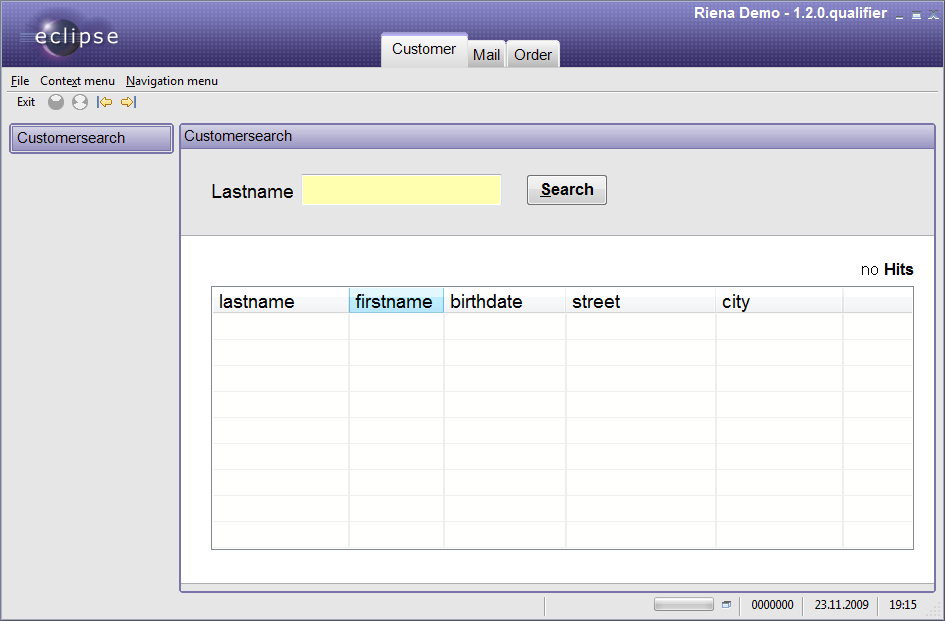 Riena Demo - 1.2.0.qualifier
eclipse
Customer Mail Order
File Context menu Navigation menu
Exit
Customersearch
Customersearch
Lastname Search
no Hits
lastname firstname birthdate street city
0000000 23.11.2009 19:15